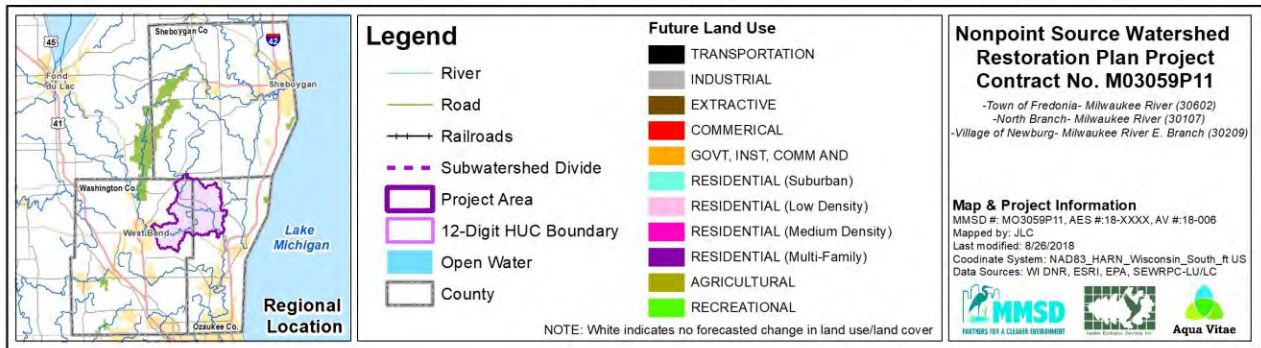 45
Fond
du Lac
41
Sheboygan Co
42
Sheboygan
Washington Co.
West Bend
Lake
Michigan
Regional
Location
Ozaukee Co.
Legend
River
Road
Railroads
Subwatershed Divide
Project Area
12-Digit HUC Boundary
Open Water
County
Future Land Use
TRANSPORTATION
INDUSTRIAL
EXTRACTIVE
COMMERICAL
GOVT, INST, COMM AND
RESIDENTIAL (Suburban)
RESIDENTIAL (Low Density)
RESIDENTIAL (Medium Density)
RESIDENTIAL (Multi-Family)
AGRICULTURAL
RECREATIONAL
NOTE: White indicates no forecasted change in land use/land cover
Nonpoint Source Watershed
Restoration Plan Project
Contract No. M03059P11
-Town of Fredonia- Milwaukee River (30602)
-North Branch- Milwaukee River (30107)
-Village of Newburg- Milwaukee River E. Branch (30209)
Map & Project Information
MMSD #: MO3059P11, AES #:18-XXXX, AV #:18-006
Mapped by: JLC
Last modified: 8/26/2018
Coodinate System: NAD83_HARN_Wisconsin_South_ft US
Data Sources: WI DNR, ESRI, EPA, SEWRPC-LU/LC
MMSD
PARTNERS FOR A CLEANER ENVIRONMENT
Applied Ecological Services, Inc.
Aqua Vitae